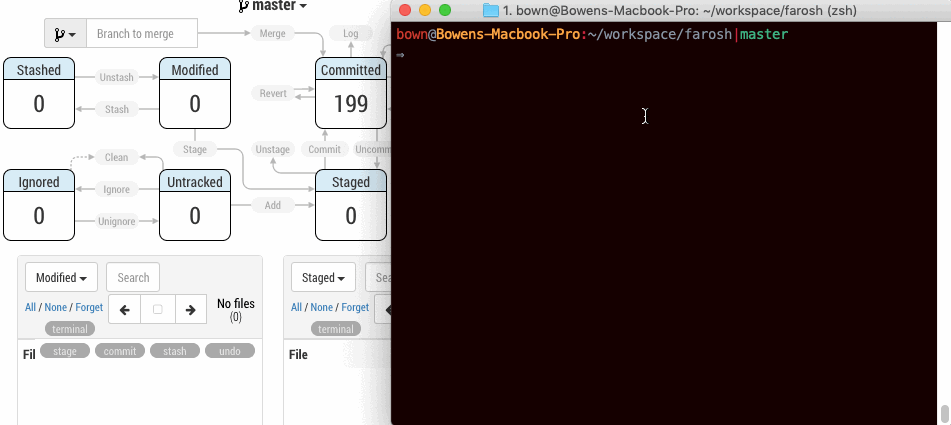 master
1. bown@Bowens-Macbook-Pro: ~/workspace/farosh (zsh)
Branch to merge
Merge
Log
Stashed
Unstash
Modified
Committed
0
0
Revert
199
Stash
Stage
Clean
Unstage
Commit
Uncomm
Ignored
Untracked
Staged
0
Ignore
0
Add
0
Unignore
Modified
Search
Staged
Sea
All / None / Forget
No files
(0)
All / None / Forget
terminal
terminal
Fil
stage
commit
stash
undo
File
bown@Bowens-Macbook-Pro:~/workspace/farosh|master
⇒